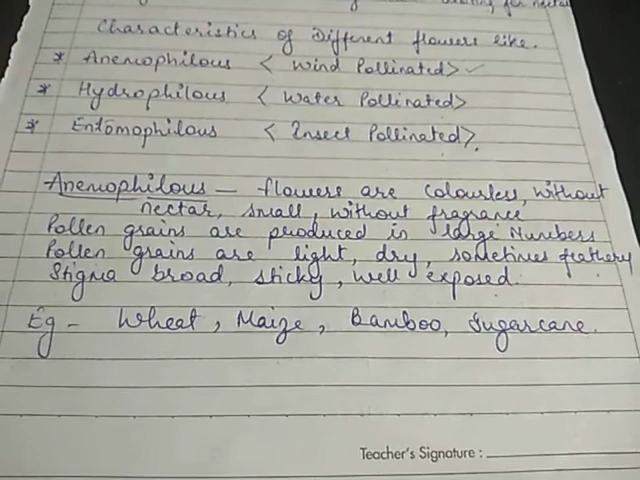 for nectar
Characteristics of Different flowers like.
* Anemophilous < Wind Pollinated> ✓
* Hydrophilous < Water Pollinated>
* Entomophilous < Insect Pollinated>.
Anemophilous — flowers are colourless, without
nectar, small, without fragrance
Pollen grains are produced in large Numbers
Pollen grains are light, dry, sometimes feathery
Stigma broad, sticky, well exposed.
Eg - Wheat, Maize, Bamboo, Sugarcane.
Teacher's Signature :